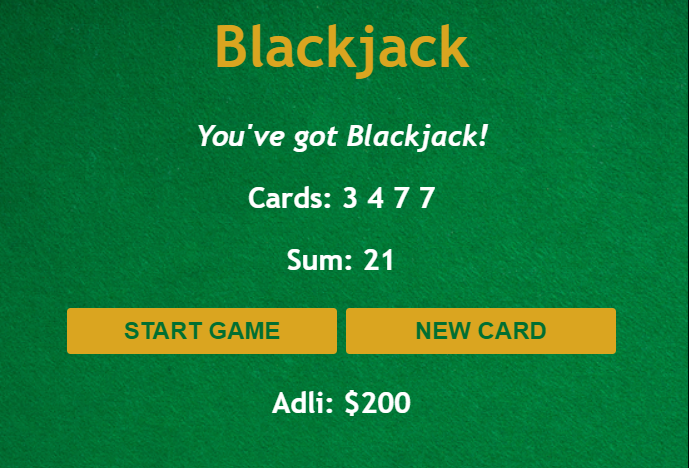 Blackjack
You've got Blackjack!
Cards: 3 4 7 7
Sum: 21
START GAME NEW CARD
Adli: $200